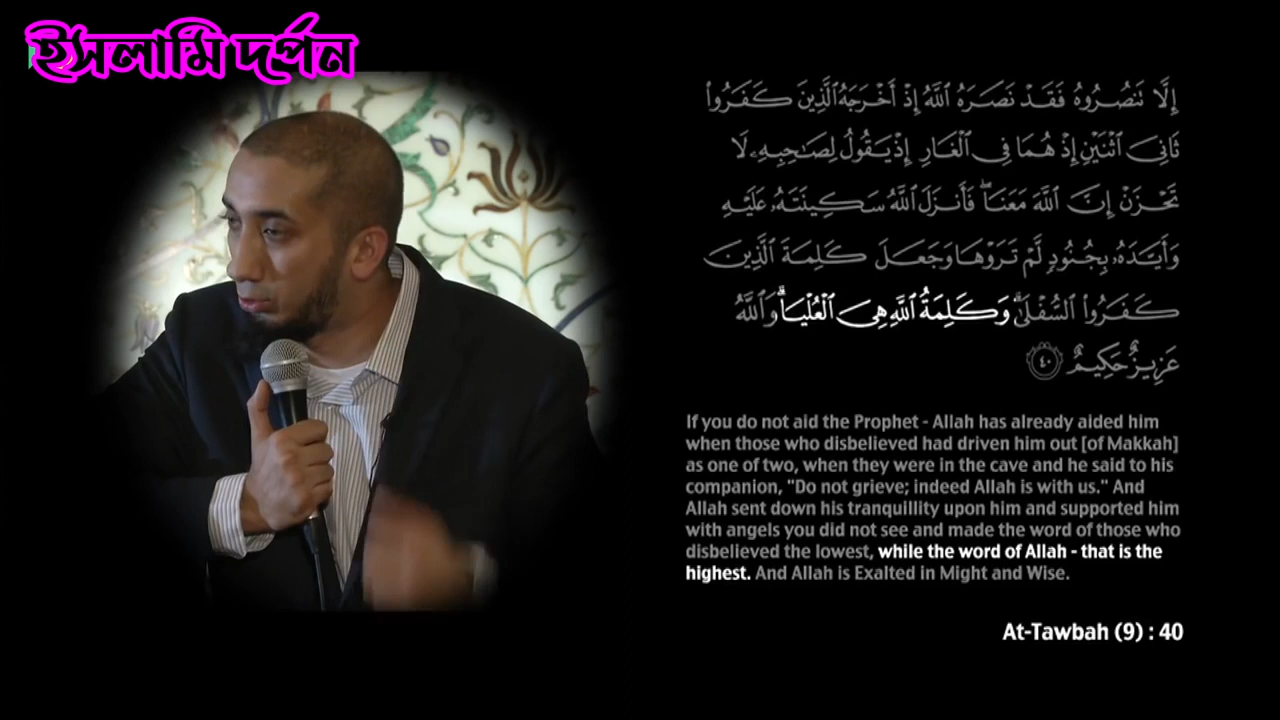 ইসলামি দর্পন
إِلَّا تَنصُرُوهُ فَقَدْ نَصَرَهُ ٱللَّهُ إِذْ أَخْرَجَهُ ٱلَّذِينَ كَفَرُوا۟
ثَانِىَ ٱثْنَيْنِ إِذْ هُمَا فِى ٱلْغَارِ إِذْ يَقُولُ لِصَـٰحِبِهِۦ لَا
تَحْزَنْ إِنَّ ٱللَّهَ مَعَنَا ۖ فَأَنزَلَ ٱللَّهُ سَكِينَتَهُۥ عَلَيْهِ
وَأَيَّدَهُۥ بِجُنُودٍ لَّمْ تَرَوْهَا وَجَعَلَ كَلِمَةَ ٱلَّذِينَ
كَفَرُوا۟ ٱلسُّفْلَىٰ ۗ وَكَلِمَةُ ٱللَّهِ هِىَ ٱلْعُلْيَا ۗ وَٱللَّهُ
عَزِيزٌ حَكِيمٌ ٤٠
If you do not aid the Prophet - Allah has already aided him
when those who disbelieved had driven him out [of Makkah]
as one of two, when they were in the cave and he said to his
companion, "Do not grieve; indeed Allah is with us." And
Allah sent down his tranquillity upon him and supported him
with angels you did not see and made the word of those who
disbelieved the lowest, while the word of Allah - that is the
highest. And Allah is Exalted in Might and Wise.
At-Tawbah (9) : 40